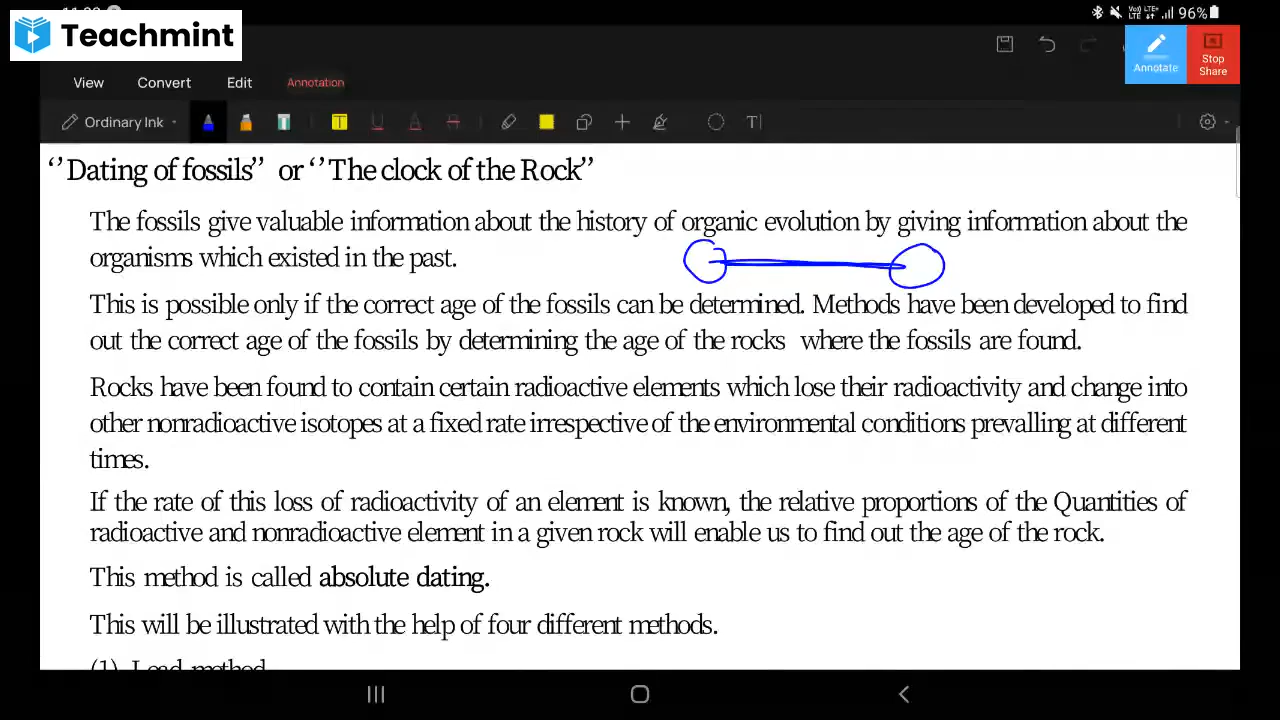 Teachmint
96%
Annotate
Stop
Share
View Convert Edit Annotation
Ordinary Ink
‘’Dating of fossils’’ or ‘’The clock of the Rock’’
The fossils give valuable information about the history of organic evolution by giving information about the
organisms which existed in the past.
This is possible only if the correct age of the fossils can be determined. Methods have been developed to find
out the correct age of the fossils by determining the age of the rocks where the fossils are found.
Rocks have been found to contain certain radioactive elements which lose their radioactivity and change into
other nonradioactive isotopes at a fixed rate irrespective of the environmental conditions prevalling at different
times.
If the rate of this loss of radioactivity of an element is known, the relative proportions of the Quantities of
radioactive and nonradioactive element in a given rock will enable us to find out the age of the rock.
This method is called absolute dating.
This will be illustrated with the help of four different methods.
(1) Lead method